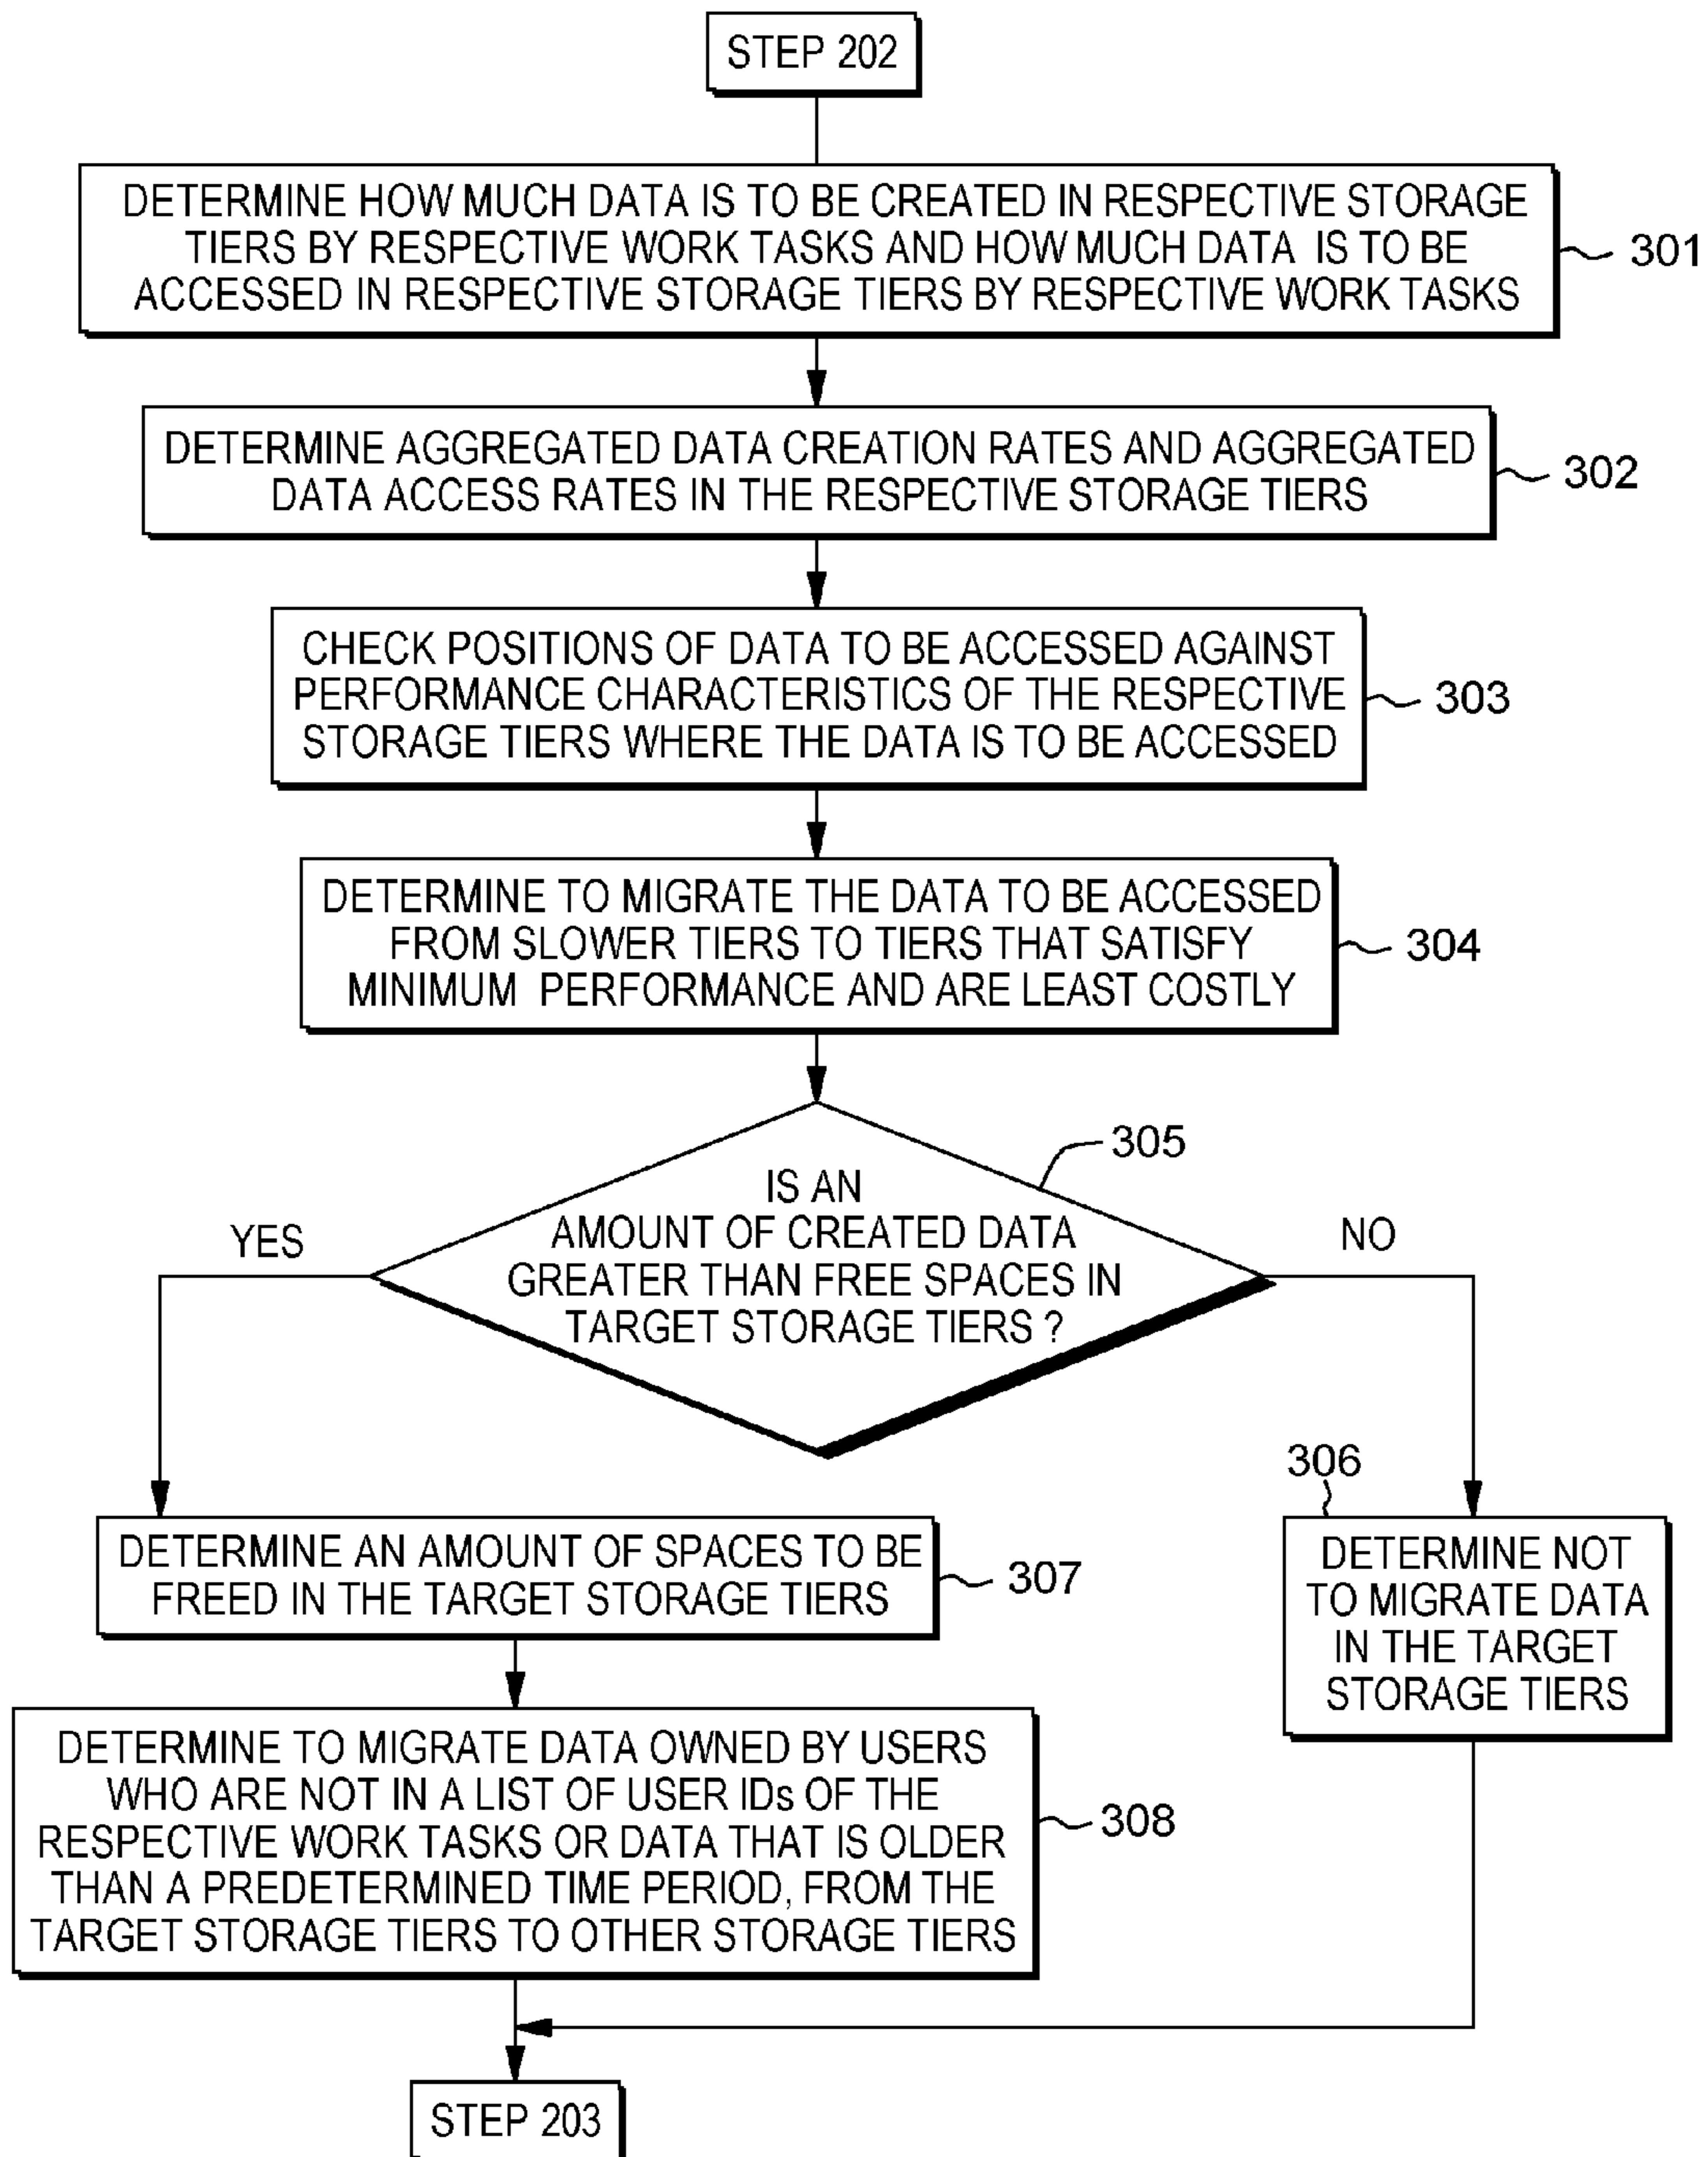 STEP 202
DETERMINE HOW MUCH DATA IS TO BE CREATED IN RESPECTIVE STORAGE
TIERS BY RESPECTIVE WORK TASKS AND HOW MUCH DATA IS TO BE
ACCESSED IN RESPECTIVE STORAGE TIERS BY RESPECTIVE WORK TASKS
301
DETERMINE AGGREGATED DATA CREATION RATES AND AGGREGATED
DATA ACCESS RATES IN THE RESPECTIVE STORAGE TIERS
302
CHECK POSITIONS OF DATA TO BE ACCESSED AGAINST
PERFORMANCE CHARACTERISTICS OF THE RESPECTIVE
STORAGE TIERS WHERE THE DATA IS TO BE ACCESSED
303
DETERMINE TO MIGRATE THE DATA TO BE ACCESSED
FROM SLOWER TIERS TO TIERS THAT SATISFY
MINIMUM PERFORMANCE AND ARE LEAST COSTLY
304
305
IS AN
AMOUNT OF CREATED DATA
GREATER THAN FREE SPACES IN
TARGET STORAGE TIERS ?
YES
NO
306
DETERMINE NOT
TO MIGRATE DATA
IN THE TARGET
STORAGE TIERS
DETERMINE AN AMOUNT OF SPACES TO BE
FREED IN THE TARGET STORAGE TIERS
307
DETERMINE TO MIGRATE DATA OWNED BY USERS
WHO ARE NOT IN A LIST OF USER IDs OF THE
RESPECTIVE WORK TASKS OR DATA THAT IS OLDER
THAN A PREDETERMINED TIME PERIOD, FROM THE
TARGET STORAGE TIERS TO OTHER STORAGE TIERS
308
STEP 203